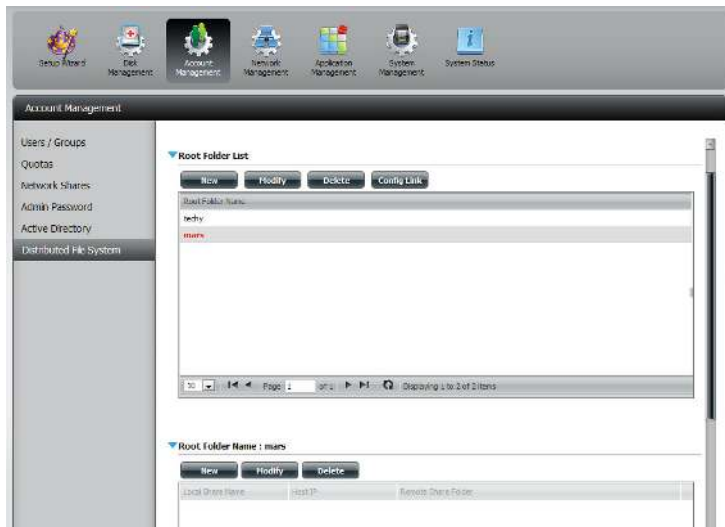 Setup Wizard
Disk Management
Account Management
Network Management
Application Management
System Management
System Status
Account Management
Users / Groups
Quotas
Network Shares
Admin Password
Active Directory
Distributed File System
Root Folder List
New Modify Delete Config Link
Root Folder Name
techy
mars
Page 1 of 1 Displaying 1 to 2 of 2 items
Root Folder Name : mars
New Modify Delete
Local Share Name Host IP Remote Share Folder